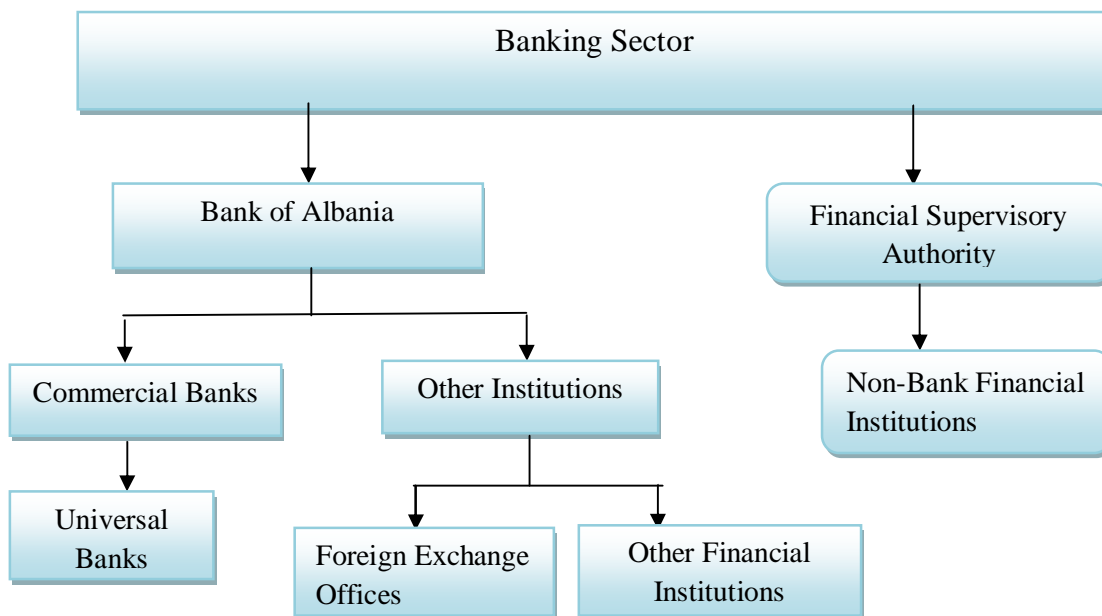 Banking Sector
Bank of Albania
Financial Supervisory
Authority
Commercial Banks
Other Institutions
Non-Bank Financial
Institutions
Universal
Banks
Foreign Exchange
Offices
Other Financial
Institutions